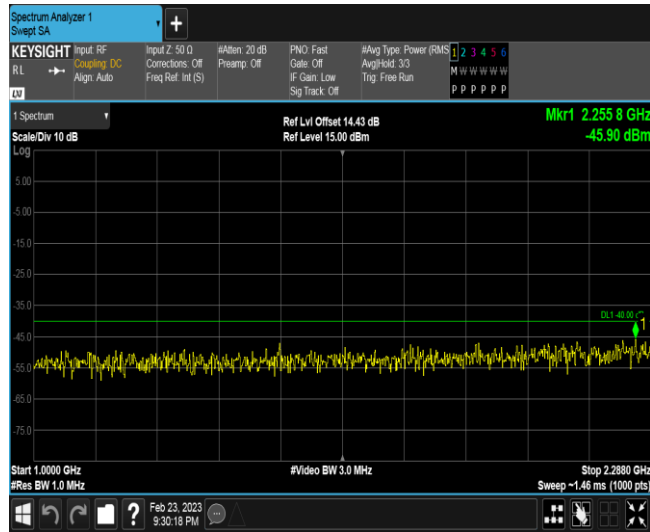 Spectrum Analyzer 1
Swept SA
KEYSIGHT
RL
LXI
Input: RF
Coupling: DC
Align: Auto
Input Z: 50 Ω
Corrections: Off
Freq Ref: Int (S)
#Atten: 20 dB
Preamp: Off
PNO: Fast
Gate: Off
IF Gain: Low
Sig Track: Off
#Avg Type: Power (RMS
Avg|Hold: 3/3
Trig: Free Run
1 2 3 4 5 6
M W W W W W
P P P P P P
1 Spectrum
Scale/Div 10 dB
Log
Ref Lvl Offset 14.43 dB
Ref Level 15.00 dBm
Mkr1 2.255 8 GHz
-45.90 dBm
5.00
-5.00
-15.0
-25.0
-35.0
DL1 -40.00
1
-45.0
-55.0
-65.0
-75.0
Start 1.0000 GHz
#Video BW 3.0 MHz
Stop 2.2880 GHz
#Res BW 1.0 MHz
Sweep ~1.46 ms (1000 pts)
?
Feb 23, 2023
9:30:18 PM